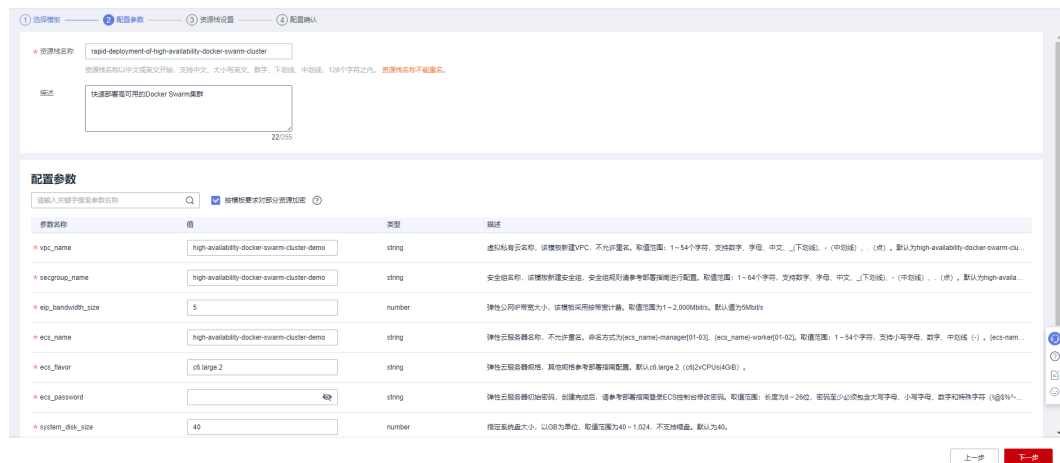 1 选择模板 2 配置参数 3 资源栈设置 4 配置确认
* 资源栈名称 rapid-deployment-of-high-availability-docker-swarm-cluster
资源栈名称以中文或英文开始，支持中文、大小写英文、数字、下划线、中划线，128个字符之内。资源栈名称不能重名。
描述 快速部署高可用的Docker Swarm集群
22/255
配置参数
请输入关键字搜索参数名称 按模板要求对部分资源加密
参数名称 值 类型 描述
* vpc_name high-availability-docker-swarm-cluster-demo string 虚拟私有云名称，该模板新建VPC，不允许重名。取值范围：1~54个字符，支持数字、字母、中文、_(下划线)、-（中划线）、.（点）。默认为high-availability-docker-swarm-clu...
* secgroup_name high-availability-docker-swarm-cluster-demo string 安全组名称，该模板新建安全组，安全组规则请参考部署指南进行配置。取值范围：1~64个字符，支持数字、字母、中文、_(下划线)、-（中划线）、.（点）。默认为high-availa...
* eip_bandwidth_size 5 number 弹性公网IP带宽大小，该模板采用按带宽计费。取值范围为1~2,000Mbit/s。默认值为5Mbit/s
* ecs_name high-availability-docker-swarm-cluster-demo string 弹性云服务器名称，不允许重名。命名方式为{ecs_name}-manager[01-03]，{ecs_name}-worker[01-02]。取值范围：1~54个字符，支持小写字母、数字、中划线（-）。{ecs-nam...
* ecs_flavor c6.large.2 string 弹性云服务器规格，其他规格参考部署指南配置。默认c6.large.2（c6|2vCPUs|4GiB）。
* ecs_password string 弹性云服务器初始密码，创建完成后，请参考部署指南登录ECS控制台修改密码。取值范围：长度为8~26位，密码至少必须包含大写字母、小写字母、数字和特殊字符（!@$%^-...
* system_disk_size 40 number 指定系统盘大小，以GB为单位，取值范围为40~1,024，不支持缩盘。默认为40。
上一步 下一步